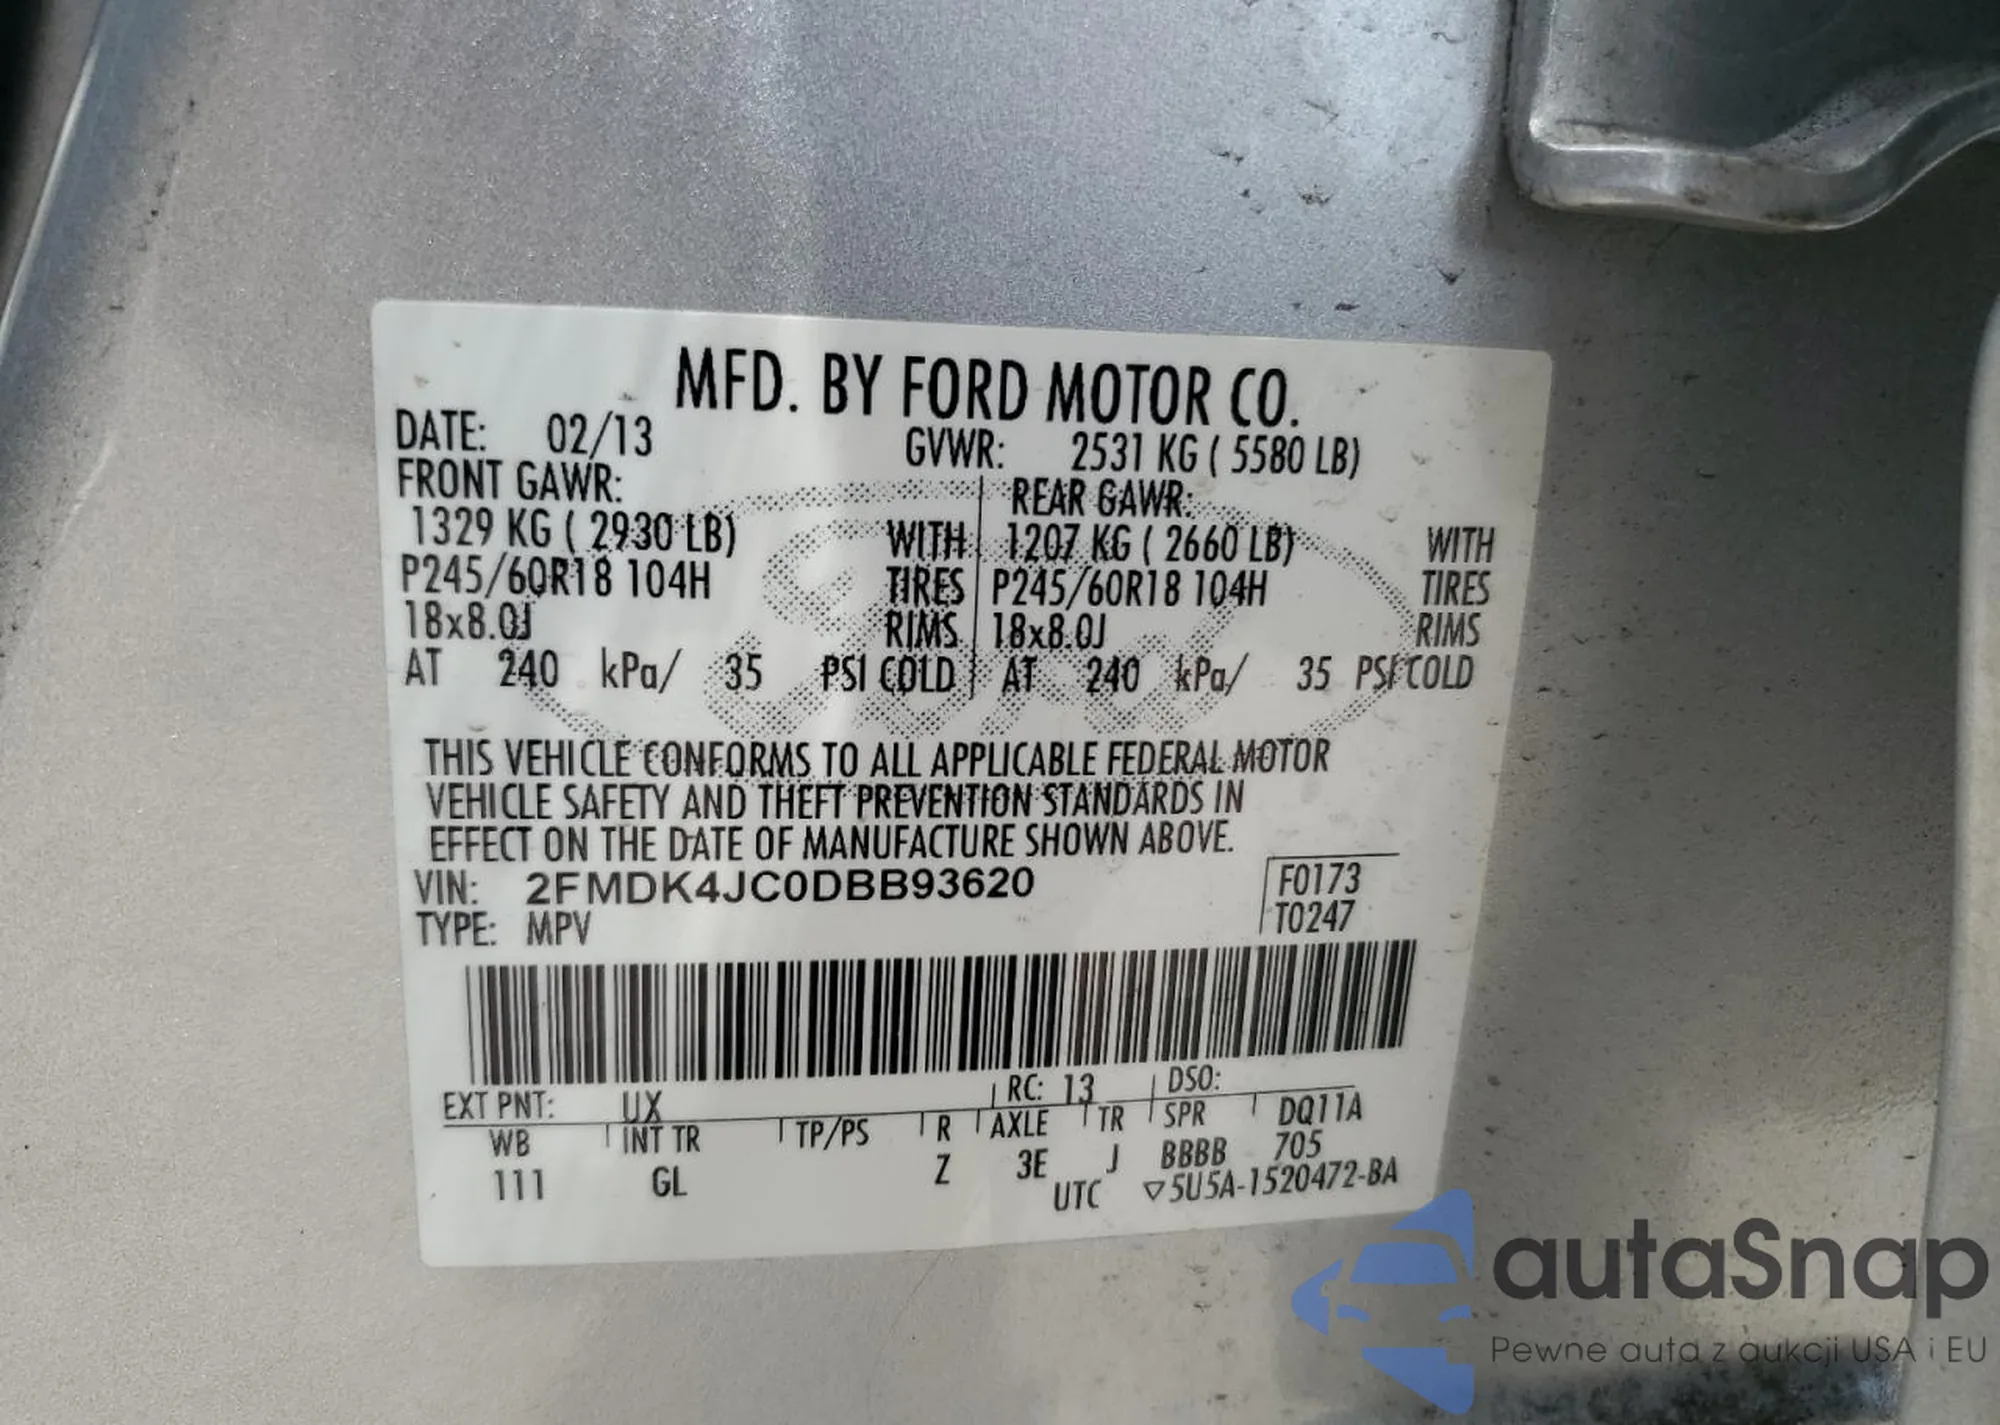 MFD. BY FORD MOTOR CO.
DATE: 02/13 GVWR: 2531 KG ( 5580 LB)
FRONT GAWR: REAR GAWR:
1329 KG ( 2930 LB) WITH 1207 KG ( 2660 LB) WITH
P245/60R18 104H TIRES P245/60R18 104H TIRES
18x8.0J RIMS 18x8.0J RIMS
AT 240 kPa/ 35 PSI COLD AT 240 kPa/ 35 PSI COLD
THIS VEHICLE CONFORMS TO ALL APPLICABLE FEDERAL MOTOR
VEHICLE SAFETY AND THEFT PREVENTION STANDARDS IN
EFFECT ON THE DATE OF MANUFACTURE SHOWN ABOVE.
VIN: 2FMDK4JC0DBB93620 F0173
TYPE: MPV T0247
EXT PNT: UX RC: 13 DSO:
WB INT TR TP/PS R AXLE TR SPR DQ11A
111 GL Z 3E J BBBB 705
UTC ▽5U5A-1520472-BA
Ford
autaSnap
Pewne auta z aukcji USA i EU